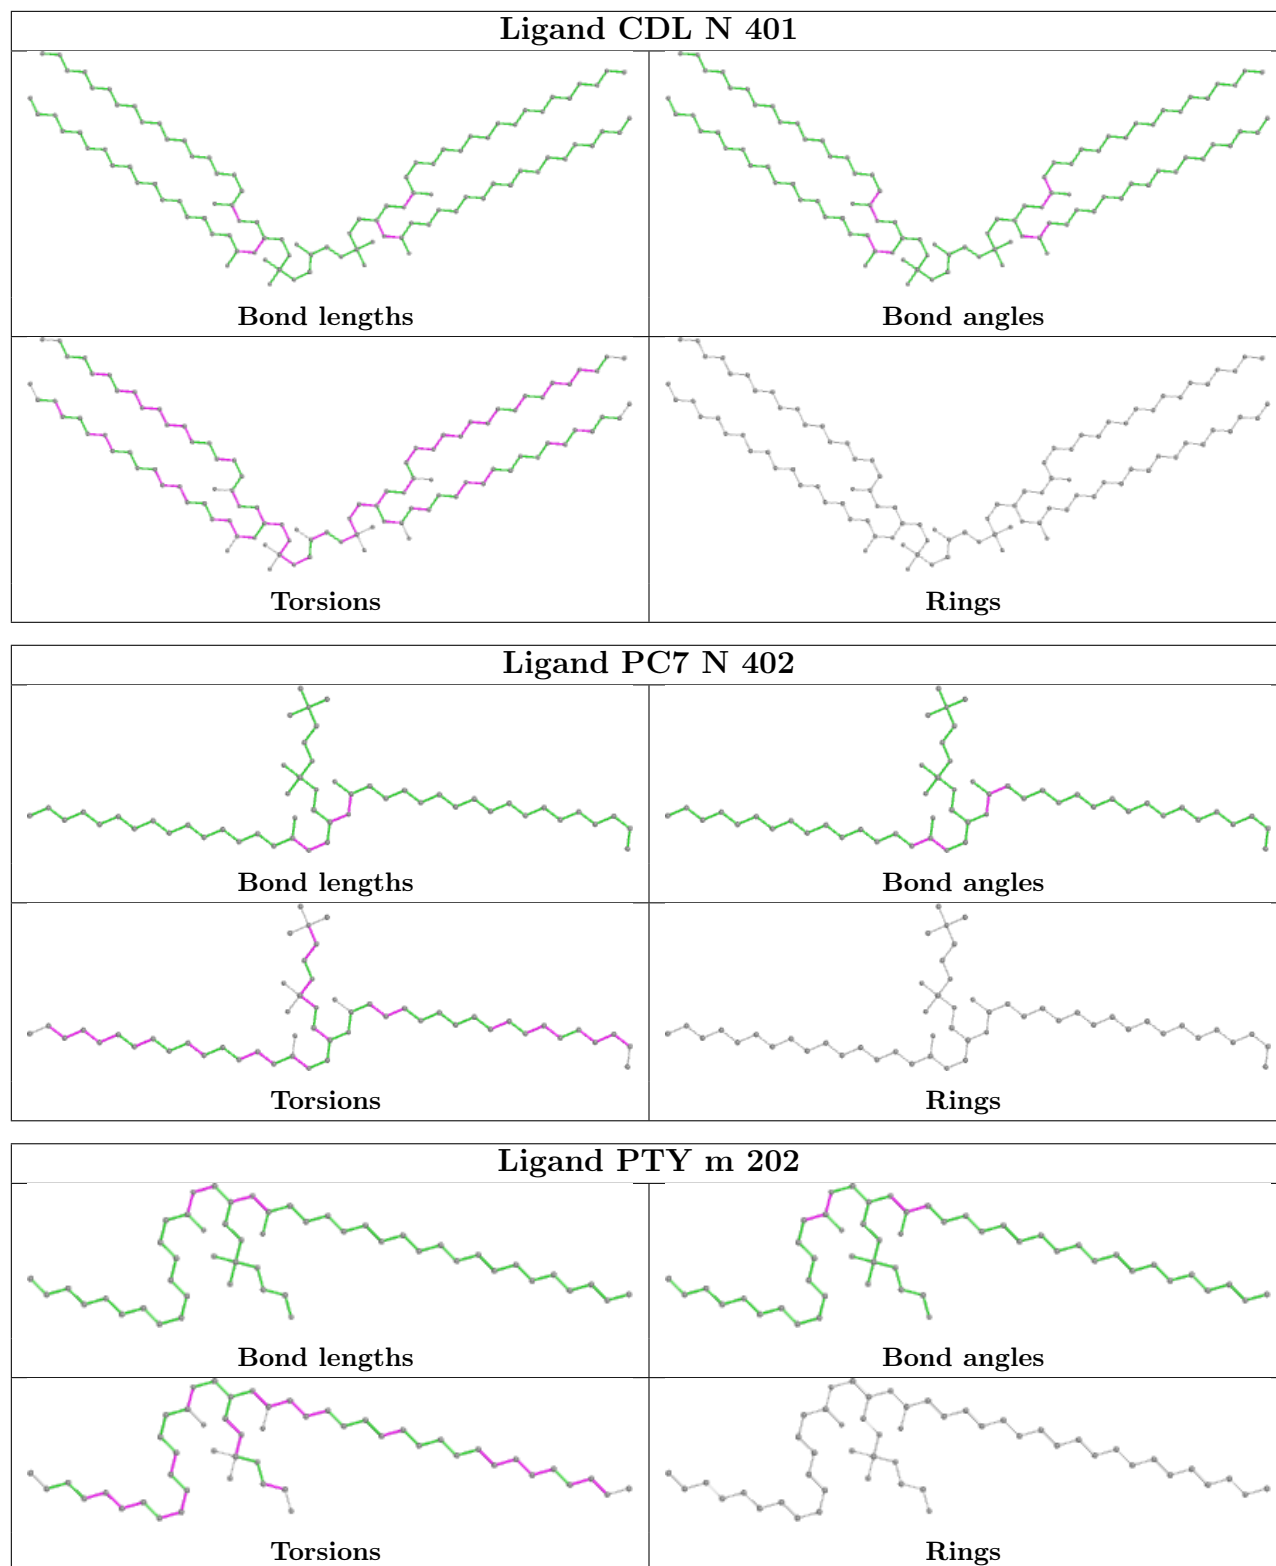 Ligand CDL N 401
Bond lengths
Bond angles
Torsions
Rings
Ligand PC7 N 402
Bond lengths
Bond angles
Torsions
Rings
Ligand PTY m 202
Bond lengths
Bond angles
Torsions
Rings